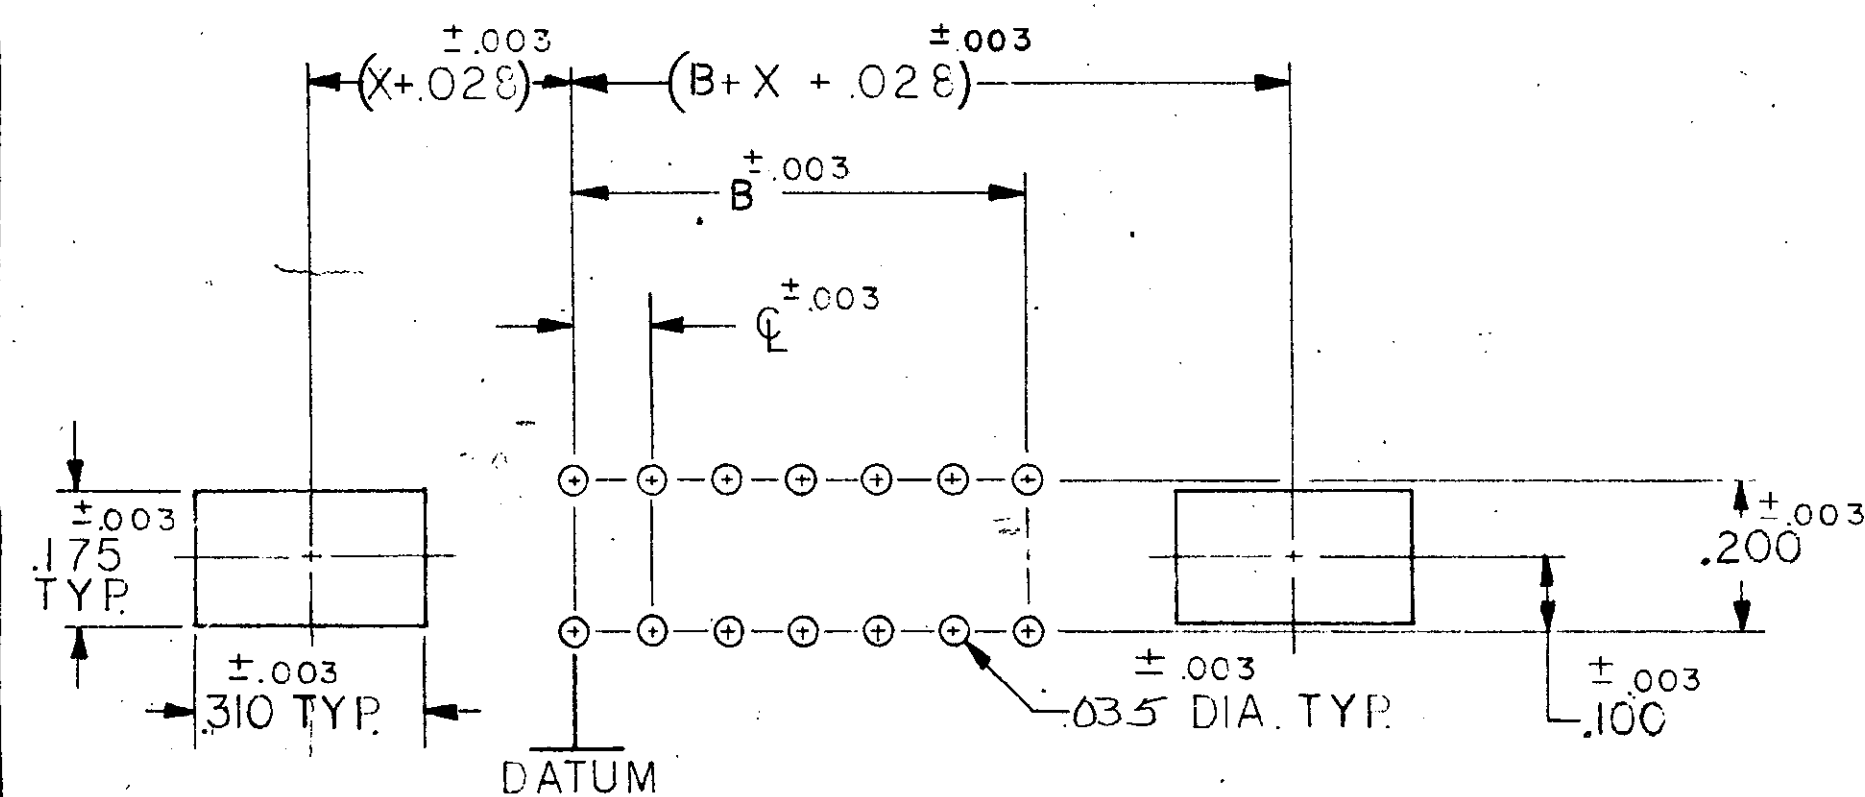 ±.003
(X+.028)
±.003
(B+ X + .028)
±.003
B
±.003
℄
±.003
.175
TYP.
±.003
.200
±.003
.310 TYP.
±.003
.035 DIA. TYP.
±.003
.100
DATUM